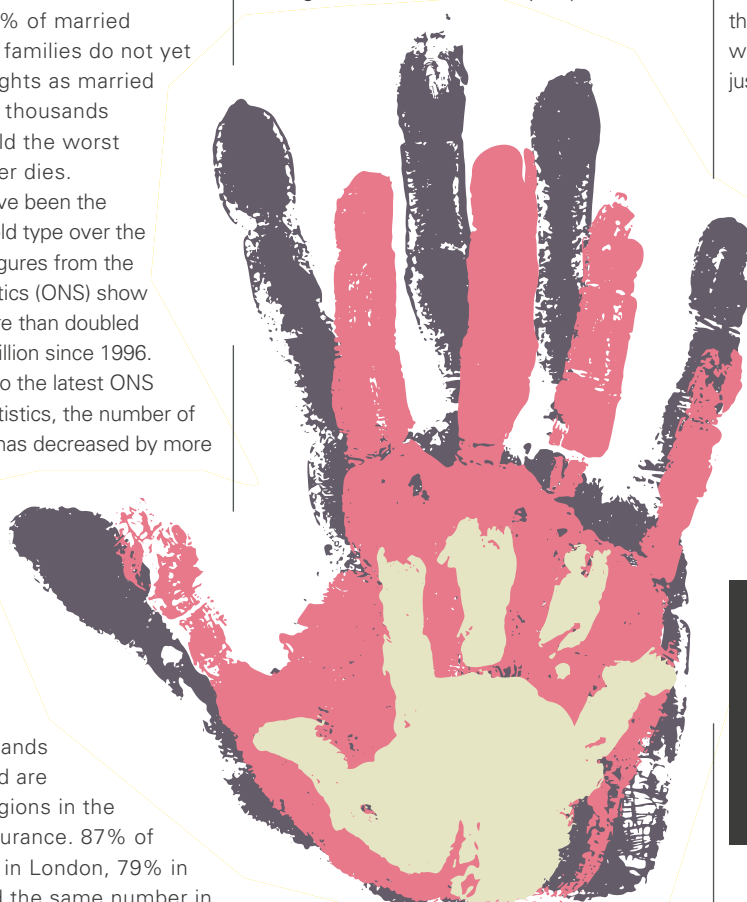 % of married
families do not yet
ghts as married
thousands
ld the worst
er dies.
ve been the
old type over the
gures from the
tics (ONS) show
re than doubled
illion since 1996.
o the latest ONS
tistics, the number of
has decreased by more
ands
d are
gions in the
urance. 87% of
in London, 79% in
d the same number in
th
w
jus